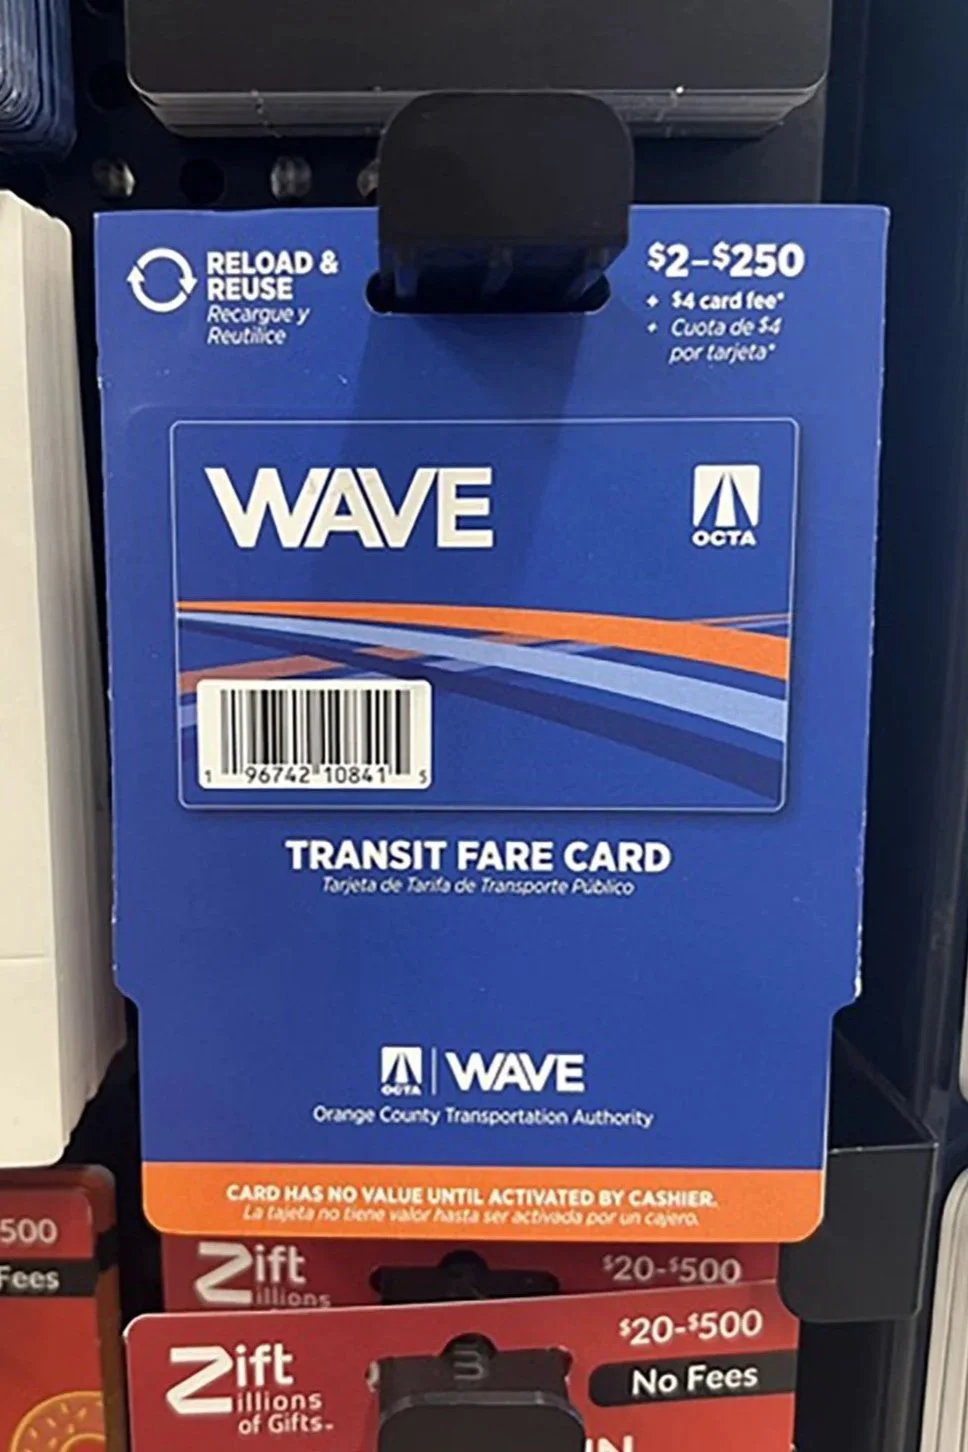 RELOAD &
REUSE
Recargue y
Reutilice
$2-$250
+ $4 card fee*
+ Cuota de $4
por tarjeta*
WAVE
OCTA
1 96742 10841 5
TRANSIT FARE CARD
Tarjeta de Tarifa de Transporte Público
OCTA | WAVE
Orange County Transportation Authority
CARD HAS NO VALUE UNTIL ACTIVATED BY CASHIER.
La tajeta no tiene valor hasta ser activada por un cajero.
500
Fees
Zift
illions
$20-$500
Zift
illions
of Gifts
$20-$500
No Fees